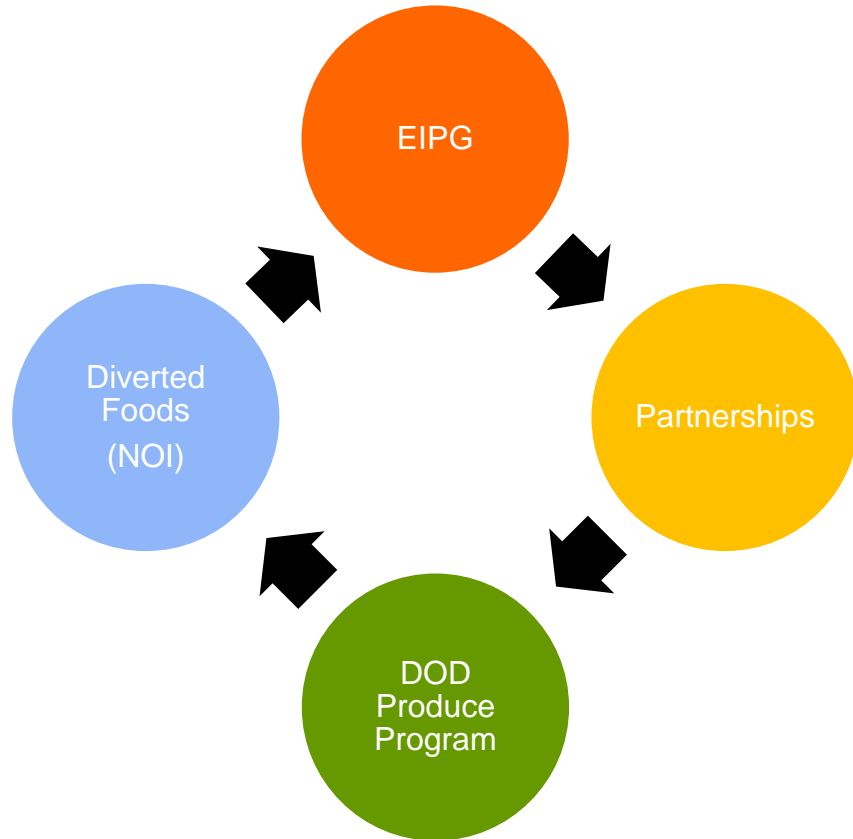 EIPG
Partnerships
DOD
Produce
Program
Diverted
Foods
(NOI)